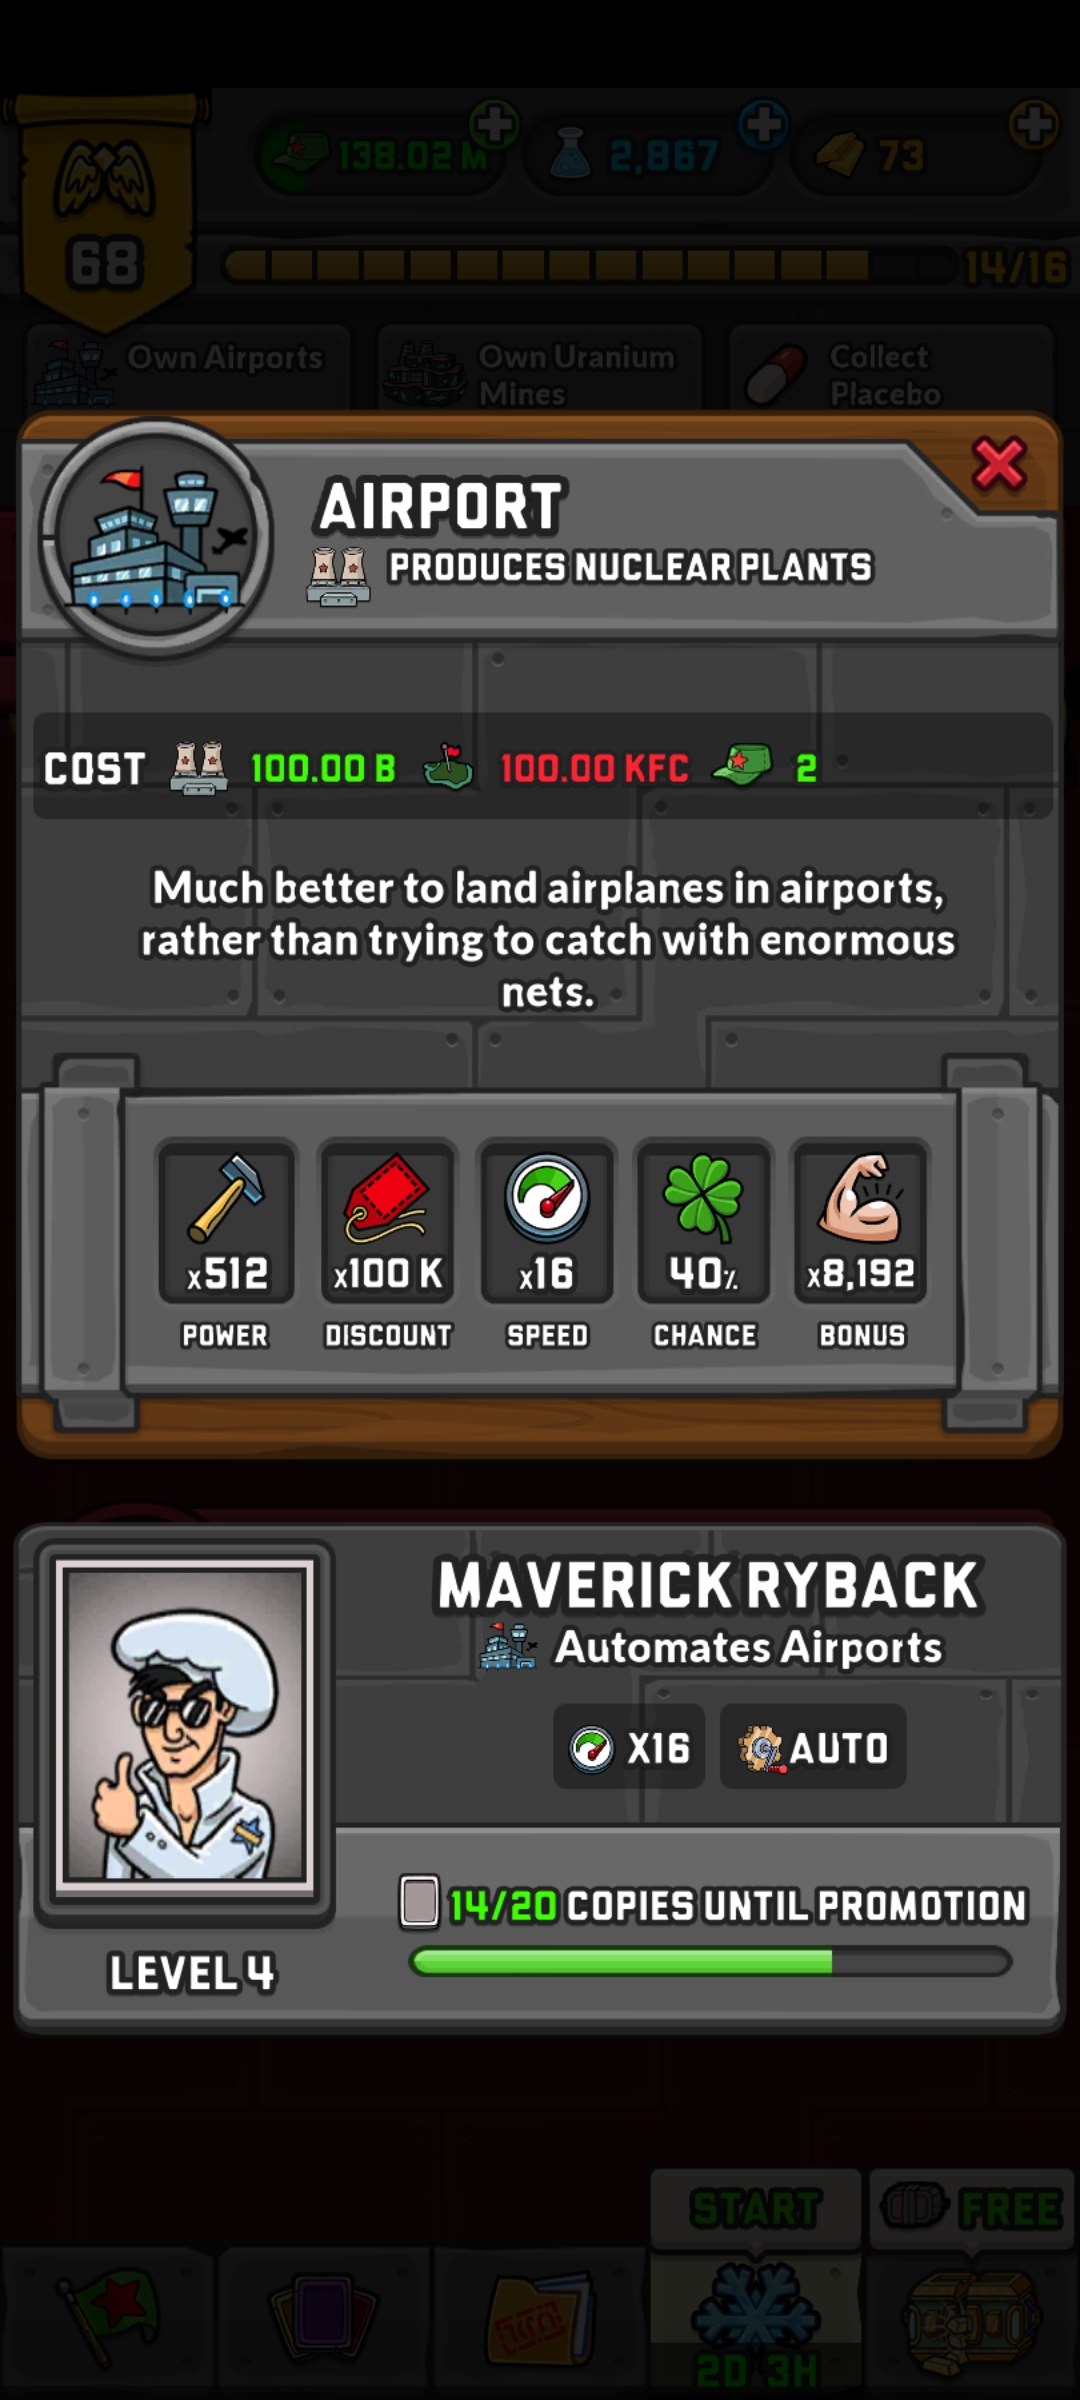 138.02 M
2,867
73
68
14/16
Own Airports
Own Uranium
Mines
Collect
Placebo
AIRPORT
PRODUCES NUCLEAR PLANTS
COST 100.00 B 100.00 KFC 2
Much better to land airplanes in airports,
rather than trying to catch with enormous
nets.
x512
x100 K
x16
40%
x8,192
POWER
DISCOUNT
SPEED
CHANCE
BONUS
MAVERICK RYBACK
Automates Airports
X16
AUTO
14/20 COPIES UNTIL PROMOTION
LEVEL 4
START
FREE
2D 3H